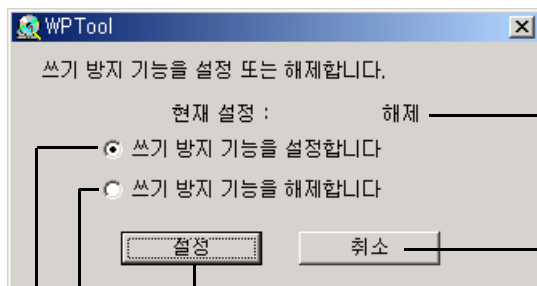 WPTool
쓰기 방지 기능을 설정 또는 해제합니다.
현재 설정 : 해제
쓰기 방지 기능을 설정합니다
쓰기 방지 기능을 해제합니다
설정 취소